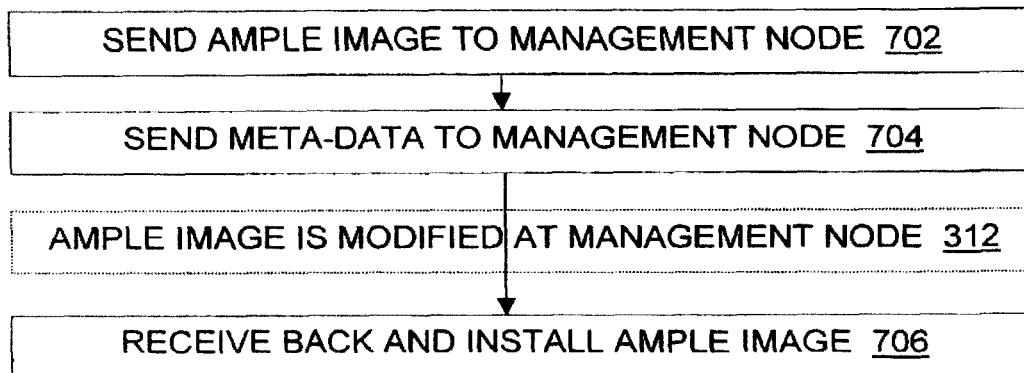 SEND AMPLE IMAGE TO MANAGEMENT NODE 702
SEND META-DATA TO MANAGEMENT NODE 704
AMPLE IMAGE IS MODIFIED AT MANAGEMENT NODE 312
RECEIVE BACK AND INSTALL AMPLE IMAGE 706